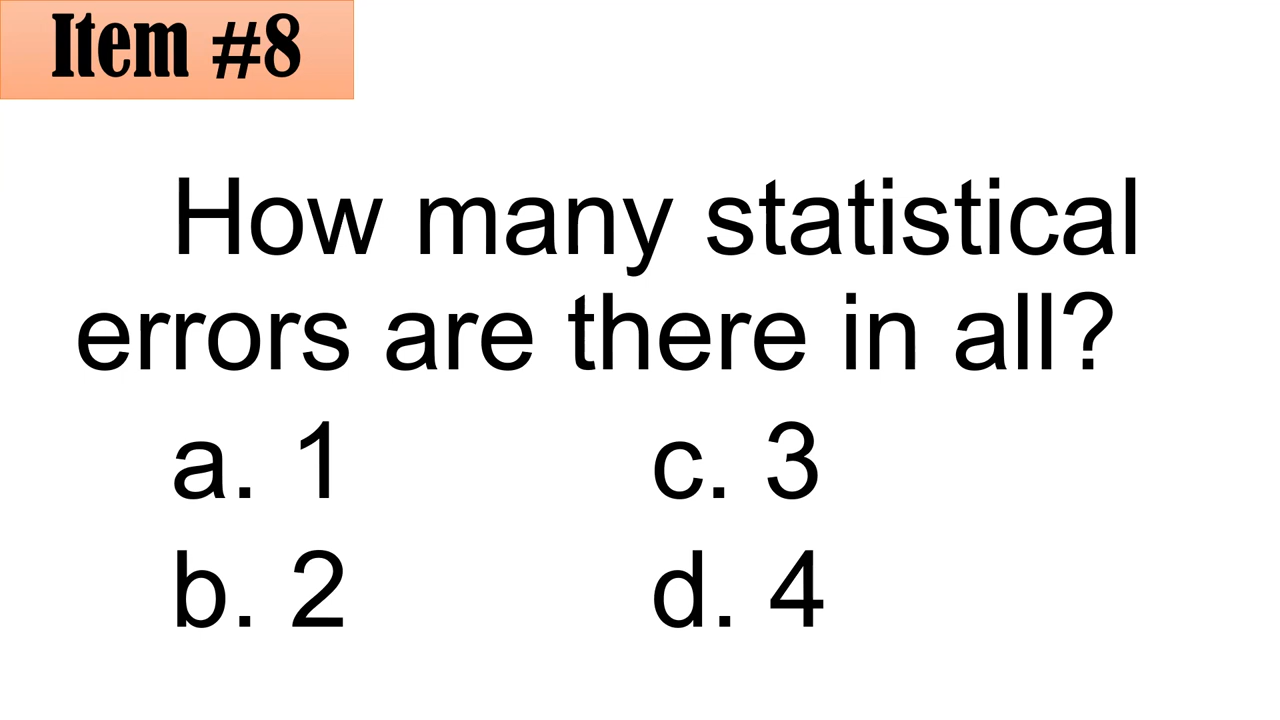 Item #8
How many statistical
errors are there in all?
a. 1 c. 3
b. 2 d. 4